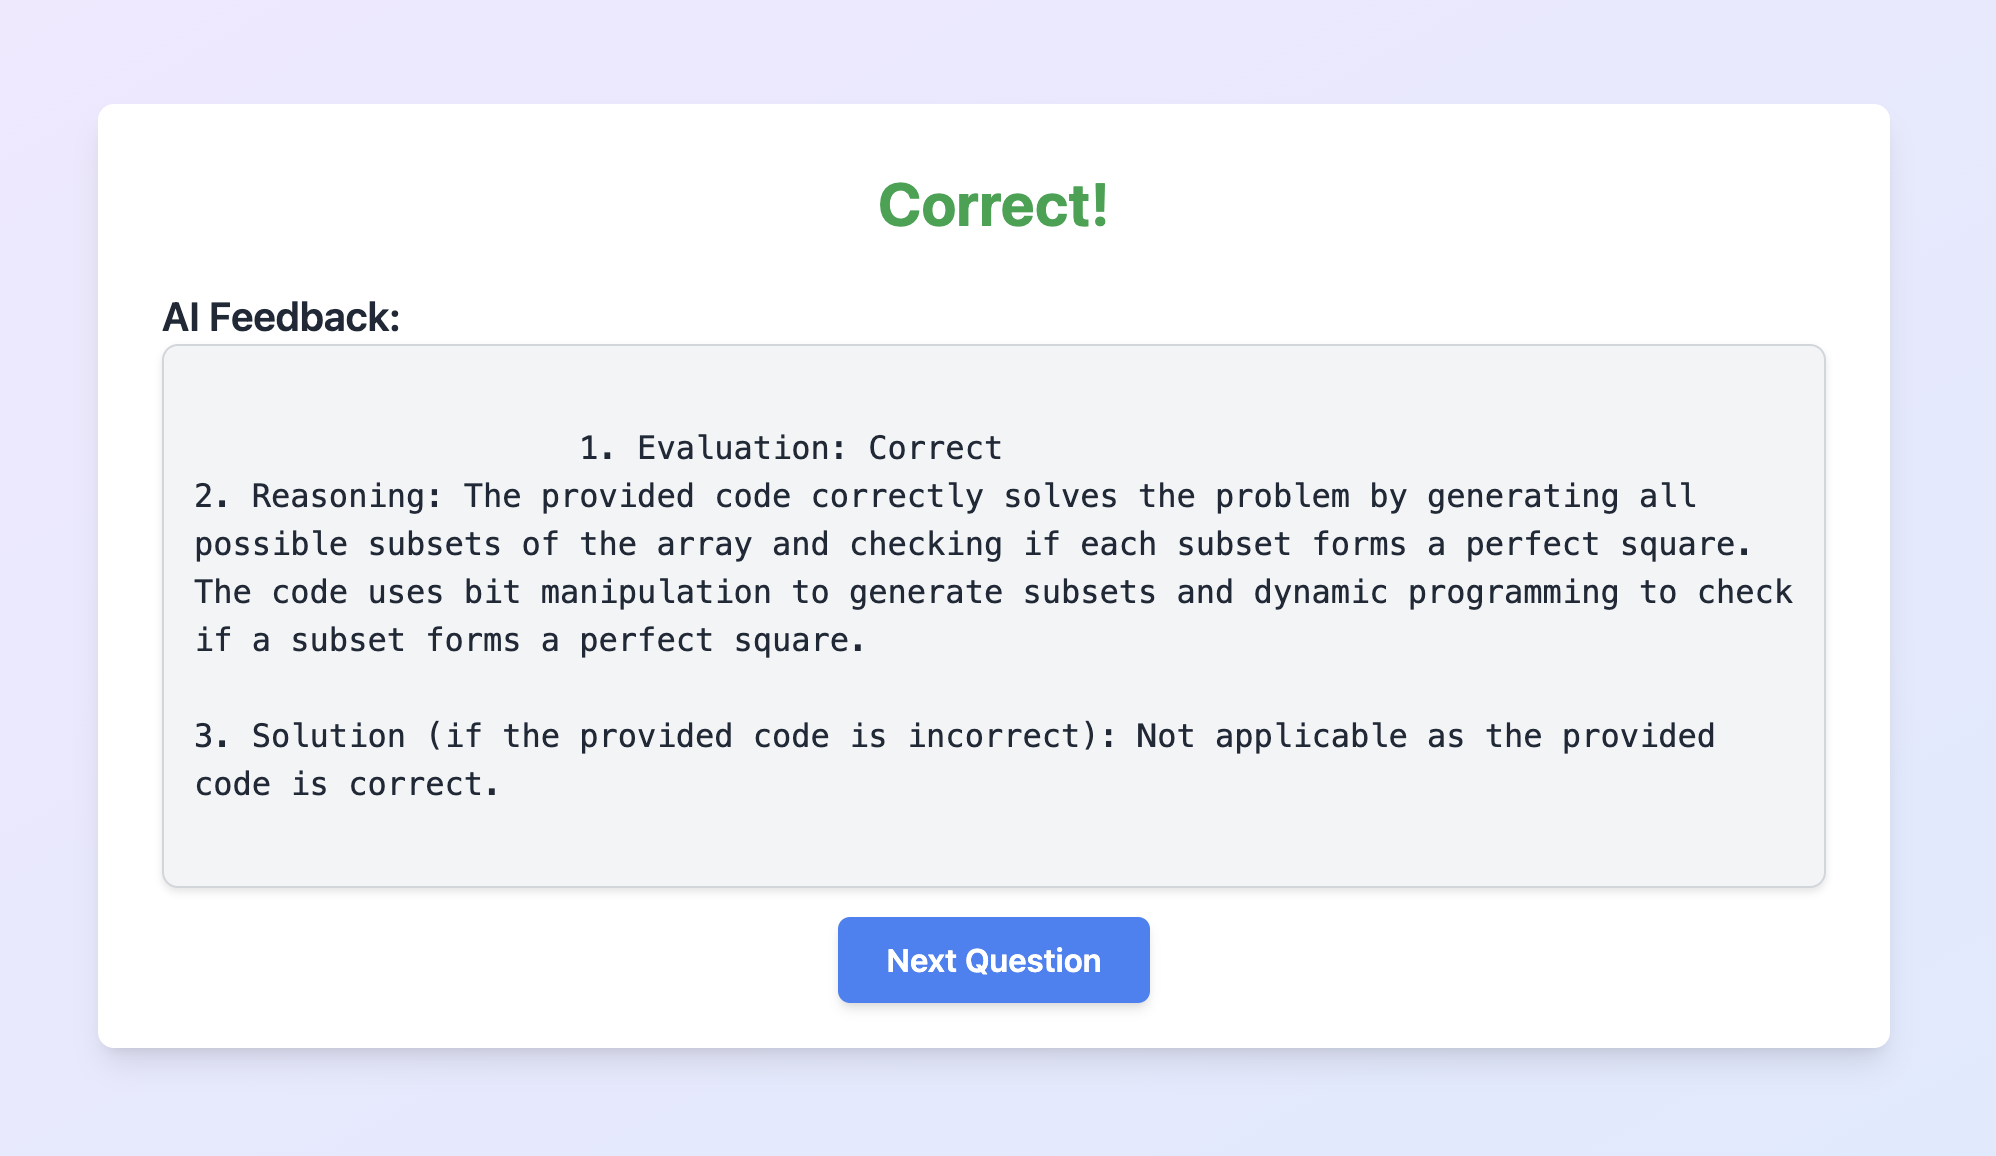 Correct!
AI Feedback:
1. Evaluation: Correct
2. Reasoning: The provided code correctly solves the problem by generating all
possible subsets of the array and checking if each subset forms a perfect square.
The code uses bit manipulation to generate subsets and dynamic programming to check
if a subset forms a perfect square.
3. Solution (if the provided code is incorrect): Not applicable as the provided
code is correct.
Next Question